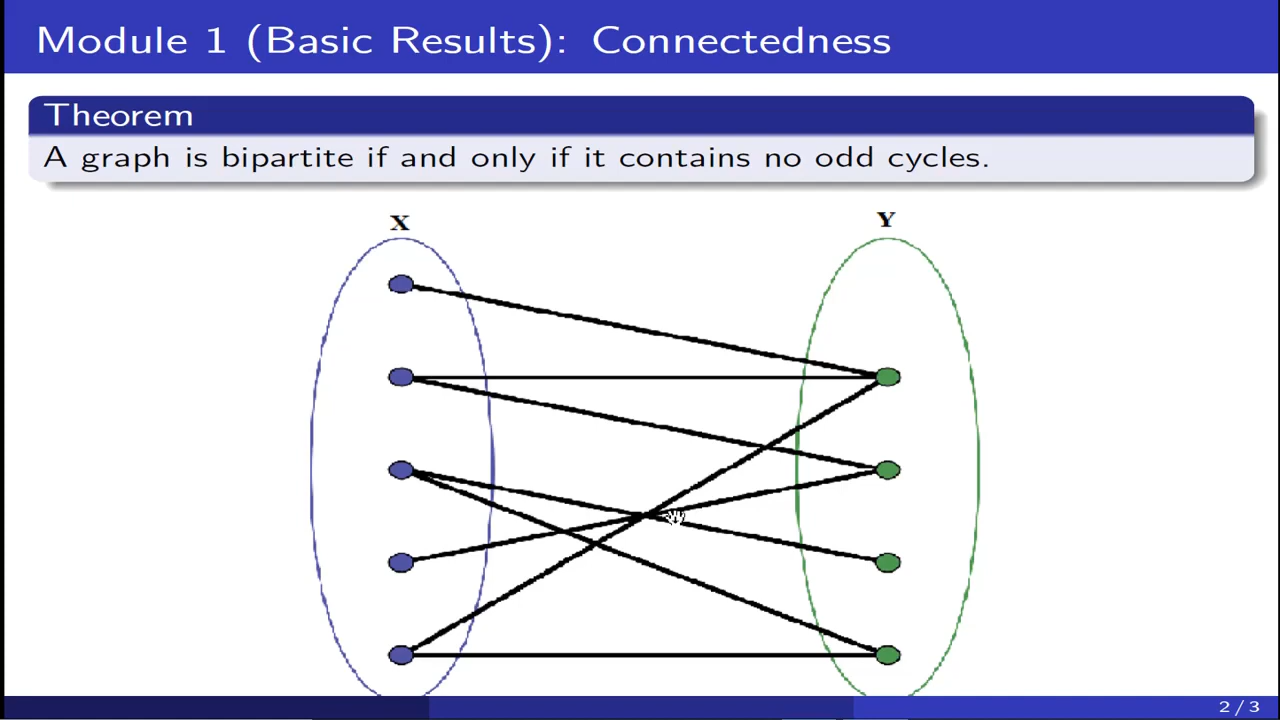 Module 1 (Basic Results): Connectedness
Theorem
A graph is bipartite if and only if it contains no odd cycles.
X
Y
2 / 3